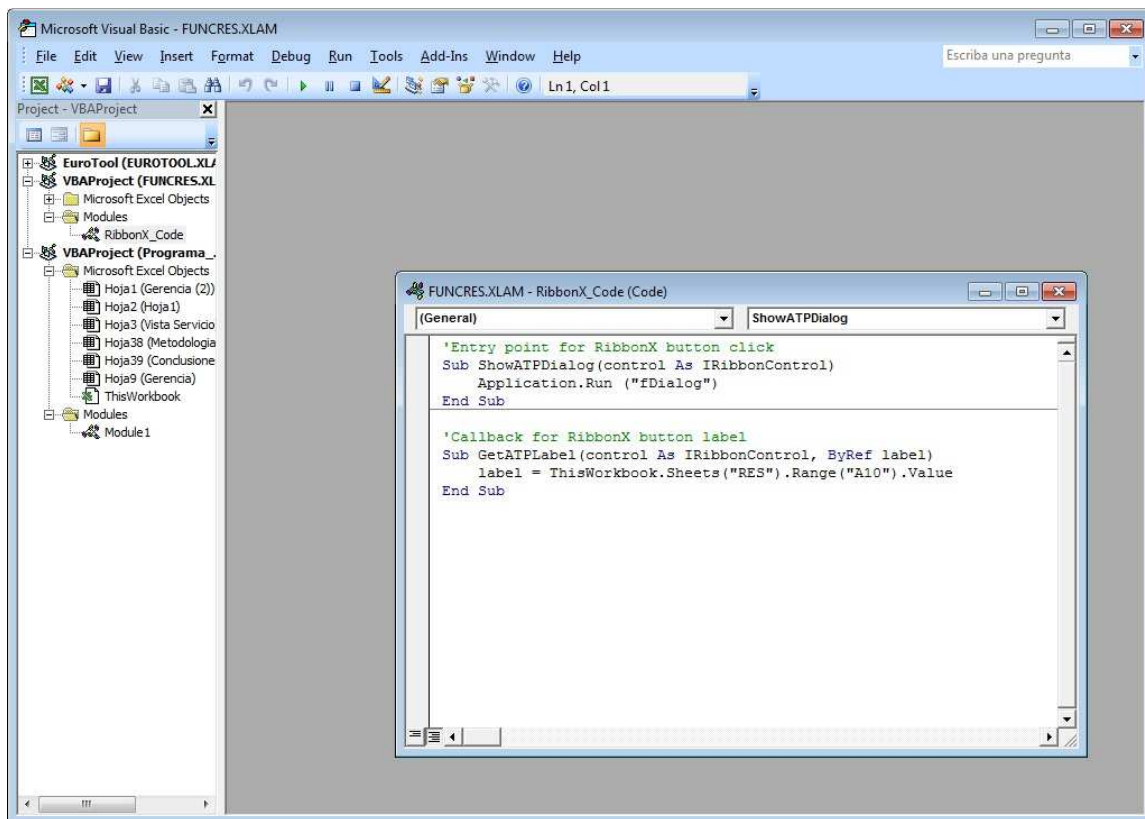 Microsoft Visual Basic - FUNCRES.XLAM
File Edit View Insert Format Debug Run Tools Add-Ins Window Help
Escriba una pregunta
Ln 1, Col 1
Project - VBAProject
EuroTool (EUROTOOL.XLA
VBAProject (FUNCRES.XL
Microsoft Excel Objects
Modules
RibbonX_Code
VBAProject (Programa_.
Microsoft Excel Objects
Hoja1 (Gerencia (2))
Hoja2 (Hoja1)
Hoja3 (Vista Servicio
Hoja38 (Metodologia
Hoja39 (Conclusione
Hoja9 (Gerencia)
ThisWorkbook
Modules
Module1
FUNCRES.XLAM - RibbonX_Code (Code)
(General) ShowATPDialog
'Entry point for RibbonX button click
Sub ShowATPDialog(control As IRibbonControl)
    Application.Run ("fDialog")
End Sub
'Callback for RibbonX button label
Sub GetATPLabel(control As IRibbonControl, ByRef label)
    label = ThisWorkbook.Sheets("RES").Range("A10").Value
End Sub